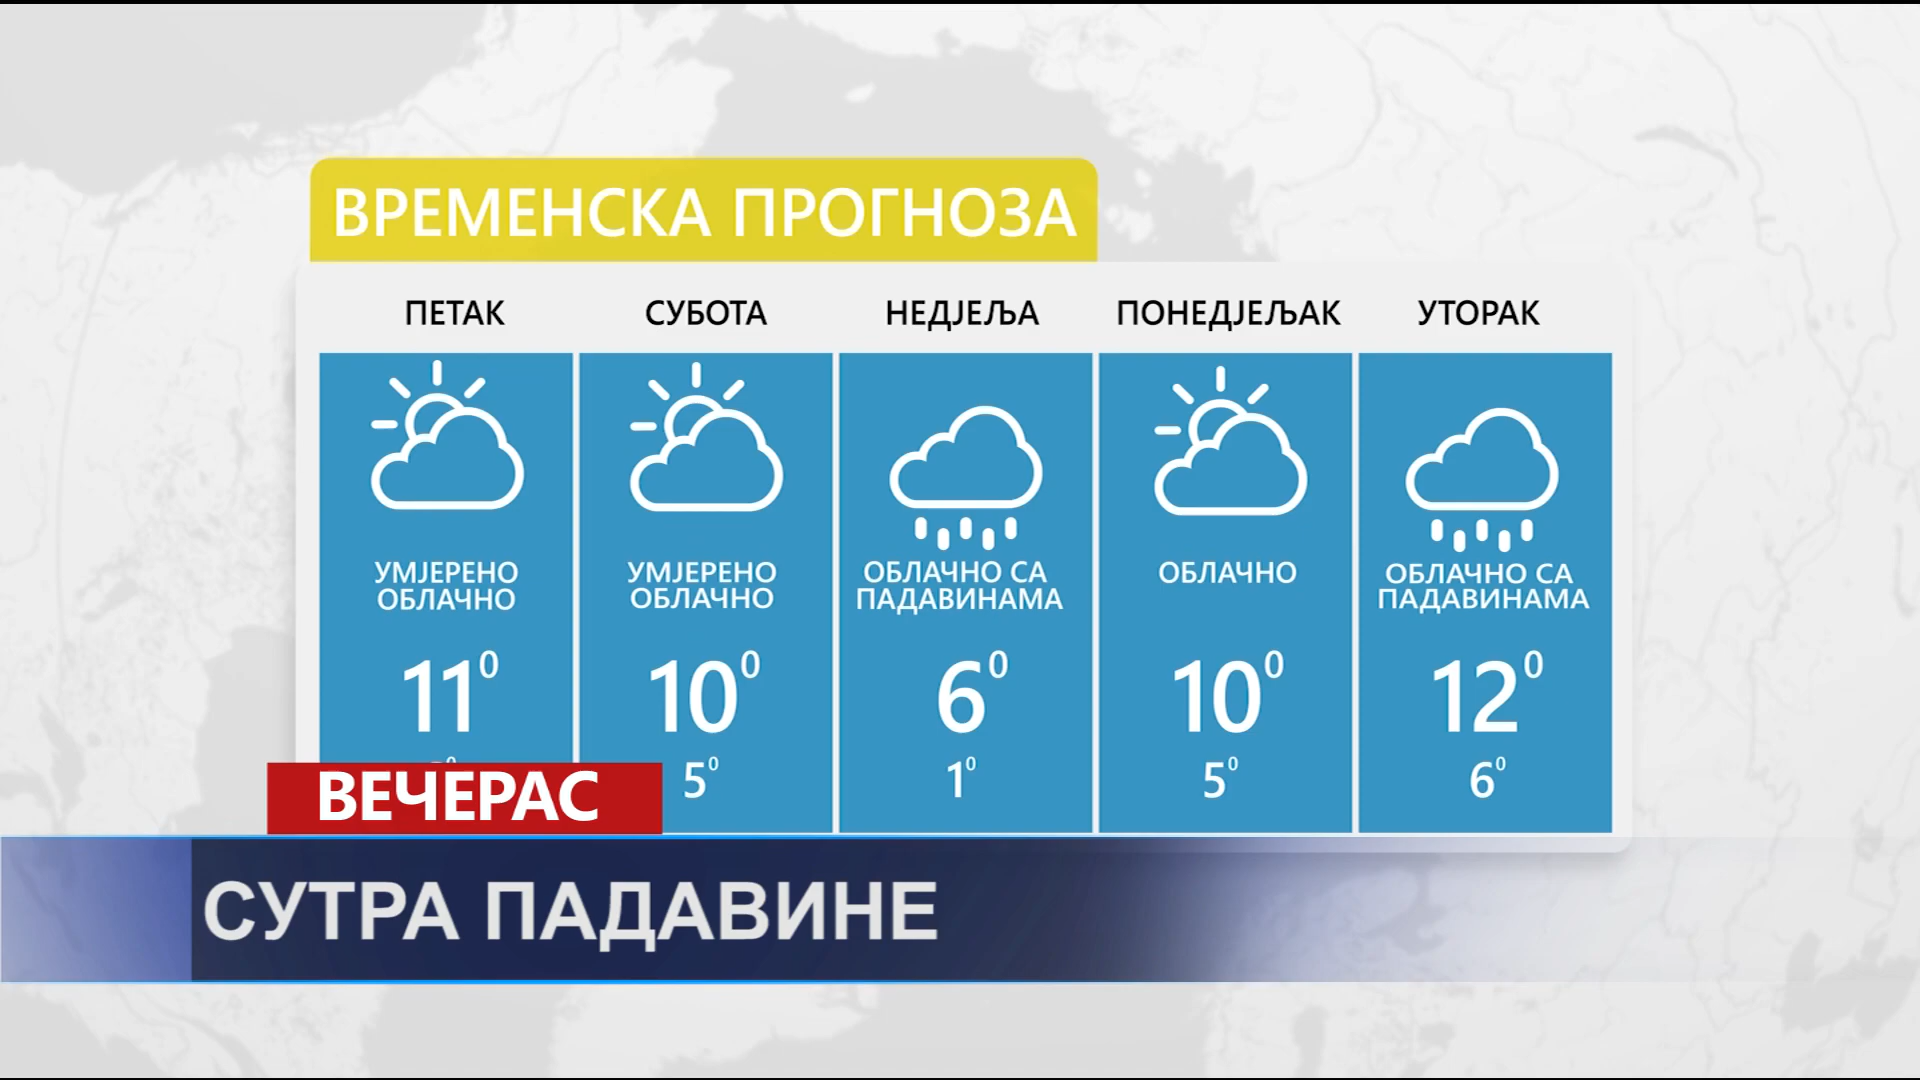 ВРЕМЕНСКА ПРОГНОЗА
ПЕТАК
СУБОТА
НЕДЈЕЉА
ПОНЕДЈЕЉАК
УТОРАК
УМЈЕРЕНО
ОБЛАЧНО
УМЈЕРЕНО
ОБЛАЧНО
ОБЛАЧНО СА
ПАДАВИНАМА
ОБЛАЧНО
ОБЛАЧНО СА
ПАДАВИНАМА
11⁰
10⁰
6⁰
10⁰
12⁰
5⁰
1⁰
5⁰
6⁰
ВЕЧЕРАС
СУТРА ПАДАВИНЕ